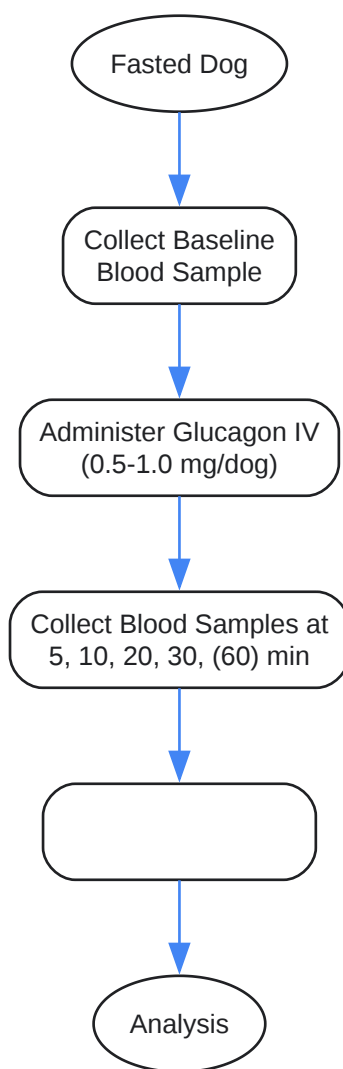 Fasted Dog
Collect Baseline
Blood Sample
Administer Glucagon IV
(0.5-1.0 mg/dog)
Collect Blood Samples at
5, 10, 20, 30, (60) min
Analysis